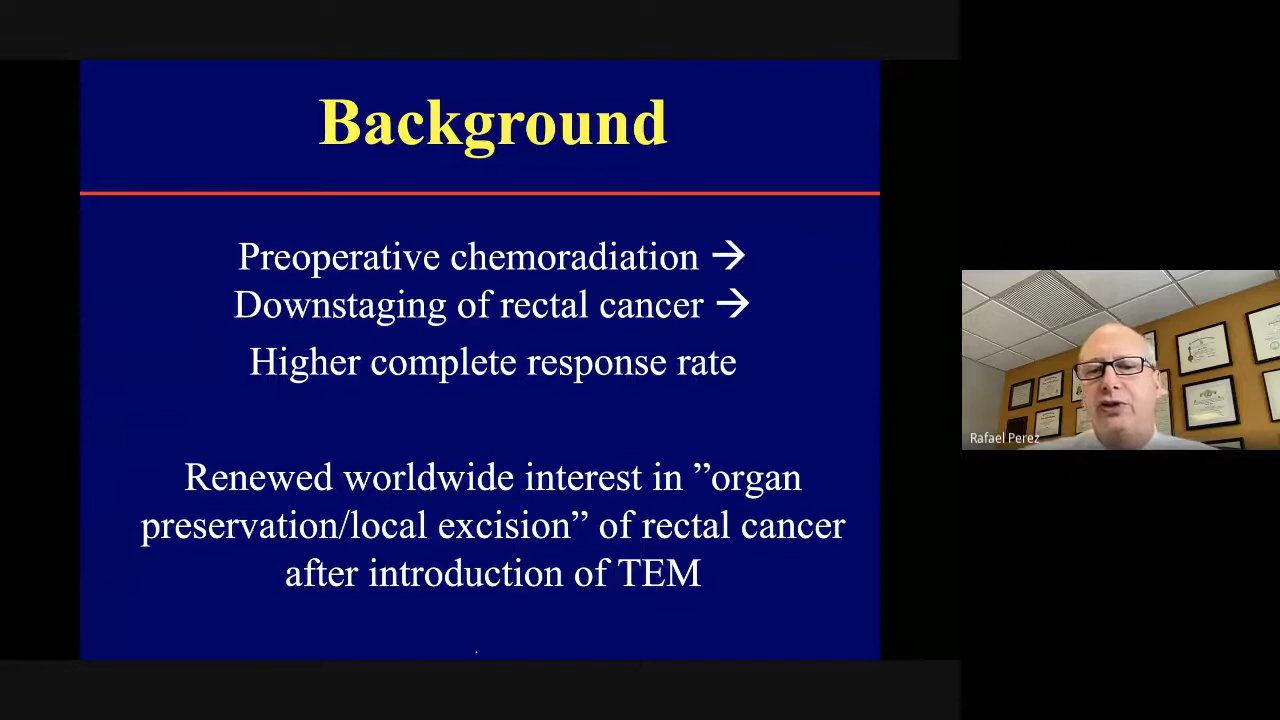 Background
Preoperative chemoradiation →
Downstaging of rectal cancer →
Higher complete response rate
Renewed worldwide interest in ”organ
preservation/local excision” of rectal cancer
after introduction of TEM
Rafael Perez